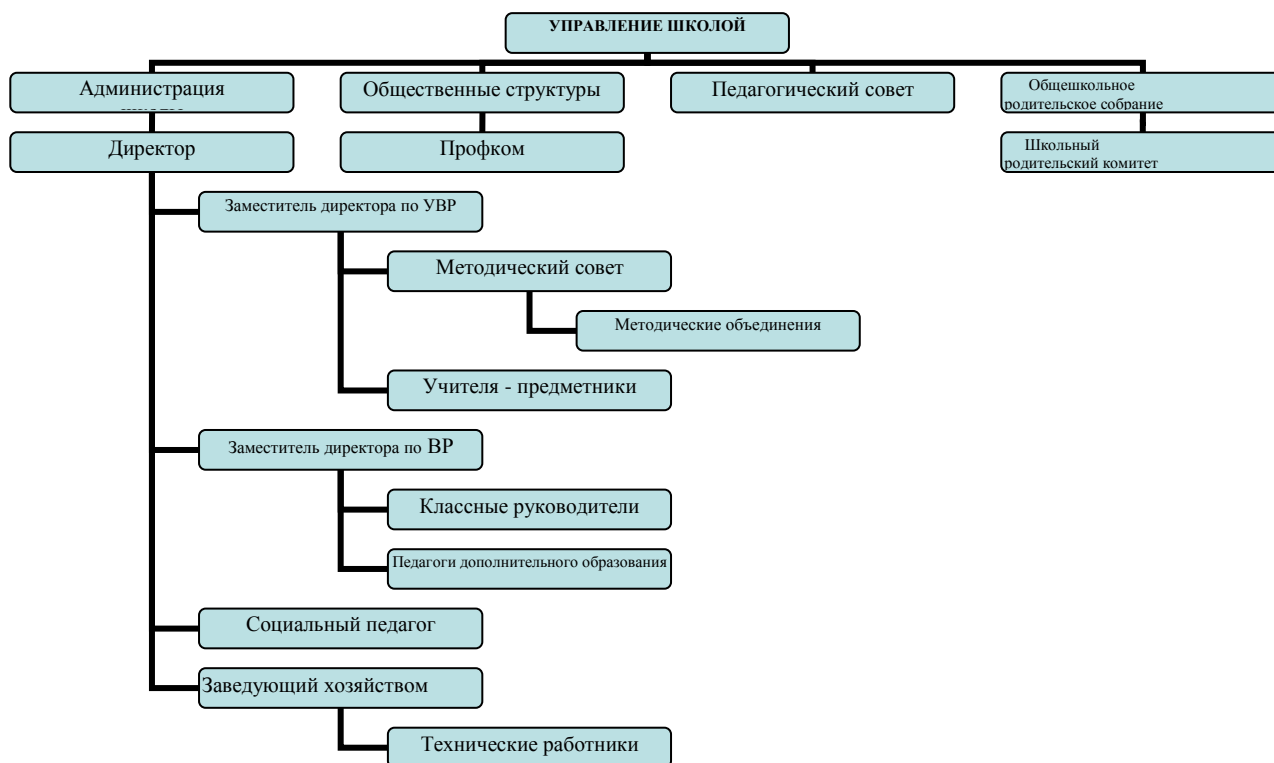 УПРАВЛЕНИЕ ШКОЛОЙ
Администрация
Общественные структуры
Педагогический совет
Общешкольное
родительское собрание
Директор
Профком
Школьный
родительский комитет
Заместитель директора по УВР
Методический совет
Методические объединения
Учителя - предметники
Заместитель директора по ВР
Классные руководители
Педагоги дополнительного образования
Социальный педагог
Заведующий хозяйством
Технические работники